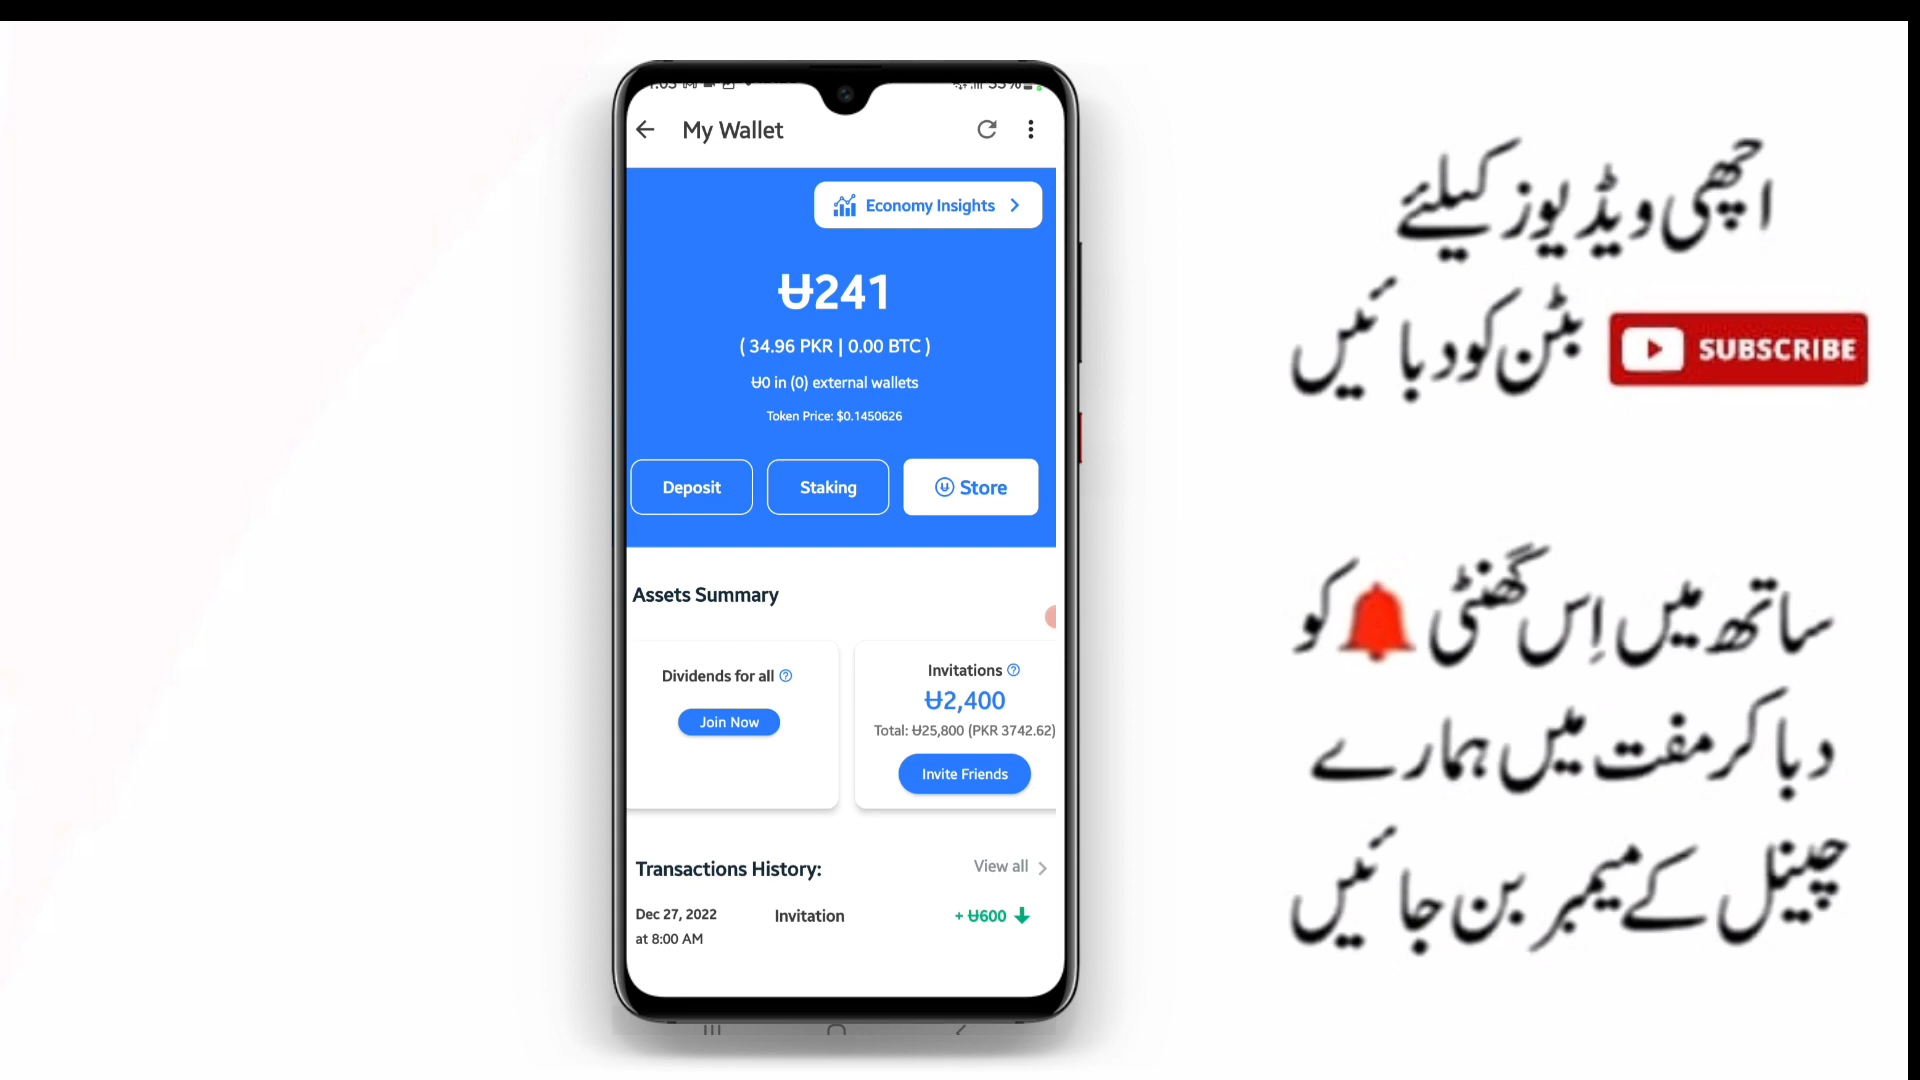 My Wallet
Economy Insights
Ʉ241
( 34.96 PKR | 0.00 BTC )
Ʉ0 in (0) external wallets
Token Price: $0.1450626
Deposit
Staking
Store
Assets Summary
Dividends for all
Join Now
Invitations
Ʉ2,400
Total: Ʉ25,800 (PKR 3742.62)
Invite Friends
Transactions History:
View all
Dec 27, 2022
at 8:00 AM
Invitation
+ Ʉ600
اچھی ویڈیوز کیلئے
SUBSCRIBE بٹن کو دبائیں
ساتھ میں اِس گھنٹی کو
دبا کر مفت میں ہمارے
چینل کے میمبر بن جائیں